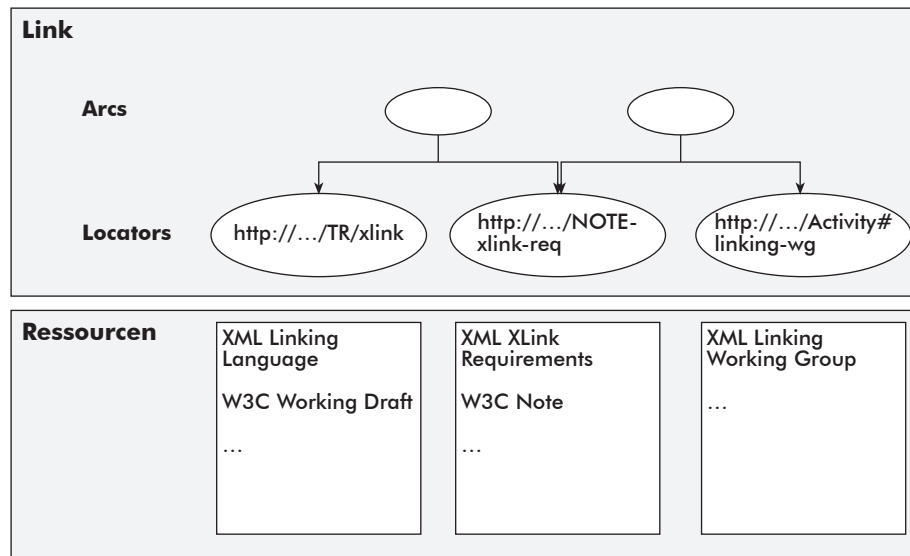 Link
Arcs
Locators
http://…/TR/xlink
http://…/NOTE-
xlink-req
http://…/Activity#
linking-wg
Ressourcen
XML Linking
Language
W3C Working Draft
…
XML XLink
Requirements
W3C Note
…
XML Linking
Working Group
…